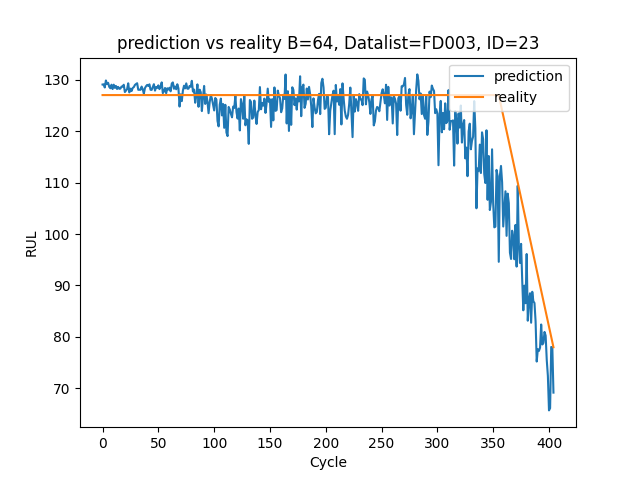 prediction vs reality B=64, Datalist=FD003, ID=23
prediction
reality
130
120
110
100
90
80
70
RUL
0 50 100 150 200 250 300 350 400
Cycle